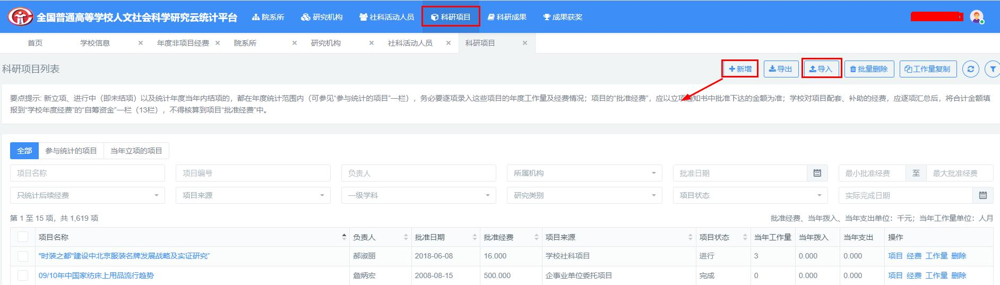 全国普通高等学校人文社会科学研究云统计平台 院系所 研究机构 社科活动人员 科研项目 科研成果 成果获奖
首页 学校信息 × 年度非项目经费 × 院系所 × 研究机构 × 社科活动人员 × 科研项目 ×
科研项目列表 +新增 导出 导入 批量删除 工作量复制
要点提示: 新立项、进行中（即未结项）以及统计年度当年内结项的，都在年度统计范围内（可参见“参与统计的项目”一栏），务必要逐项录入这些项目的年度工作量及经费情况；项目的“批准经费”，应以立项通知书中批准下达的金额为准；学校对项目配套、补助的经费，应逐项汇总后，将合计金额填
报到“学校年度经费”的“自筹资金”一栏（13栏），不得核算到项目“批准经费”中。
全部 参与统计的项目 当年立项的项目
项目名称 项目编号 负责人 所属机构 批准日期 最小批准经费 至 最大批准经费
只统计后续经费 项目来源 一级学科 研究类别 项目状态 实际完成日期
第 1 至 15 项，共 1,619 项 批准经费、当年拨入、当年支出单位：千元；当年工作量单位：人月
项目名称 负责人 批准日期 批准经费 项目来源 项目状态 当年工作量 当年拨入 当年支出 操作
"时装之都"建设中北京服装名牌发展战略及实证研究” 郝淑丽 2018-06-08 16.000 学校社科项目 进行 3 0.000 0.000 项目 经费 工作量 删除
09/10年中国家纺床上用品流行趋势 詹炳宏 2008-08-15 500.000 企事业单位委托项目 完成 0 0.000 0.000 项目 经费 工作量 删除